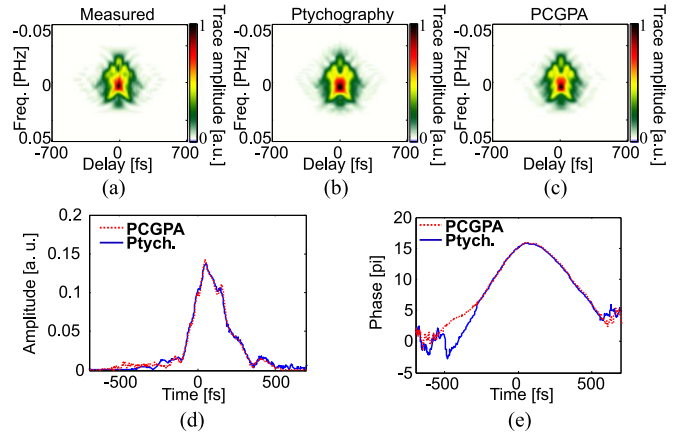 Measured
-0.05
0
0.05
Freq. [PHz]
-700
0
700
Delay [fs]
1
0
Trace amplitude [a.u.]
(a)
Ptychography
-0.05
0
0.05
Freq. [PHz]
-700
0
700
Delay [fs]
1
0
Trace amplitude [a.u.]
(b)
PCGPA
-0.05
0
0.05
Freq. [PHz]
-700
0
700
Delay [fs]
1
0
Trace amplitude [a.u.]
(c)
0.2
0.15
0.1
0.05
0
Amplitude [a. u.]
PCGPA
Ptych.
-500
0
500
Time [fs]
(d)
20
15
10
5
0
-5
Phase [pi]
PCGPA
Ptych.
-500
0
500
Time [fs]
(e)